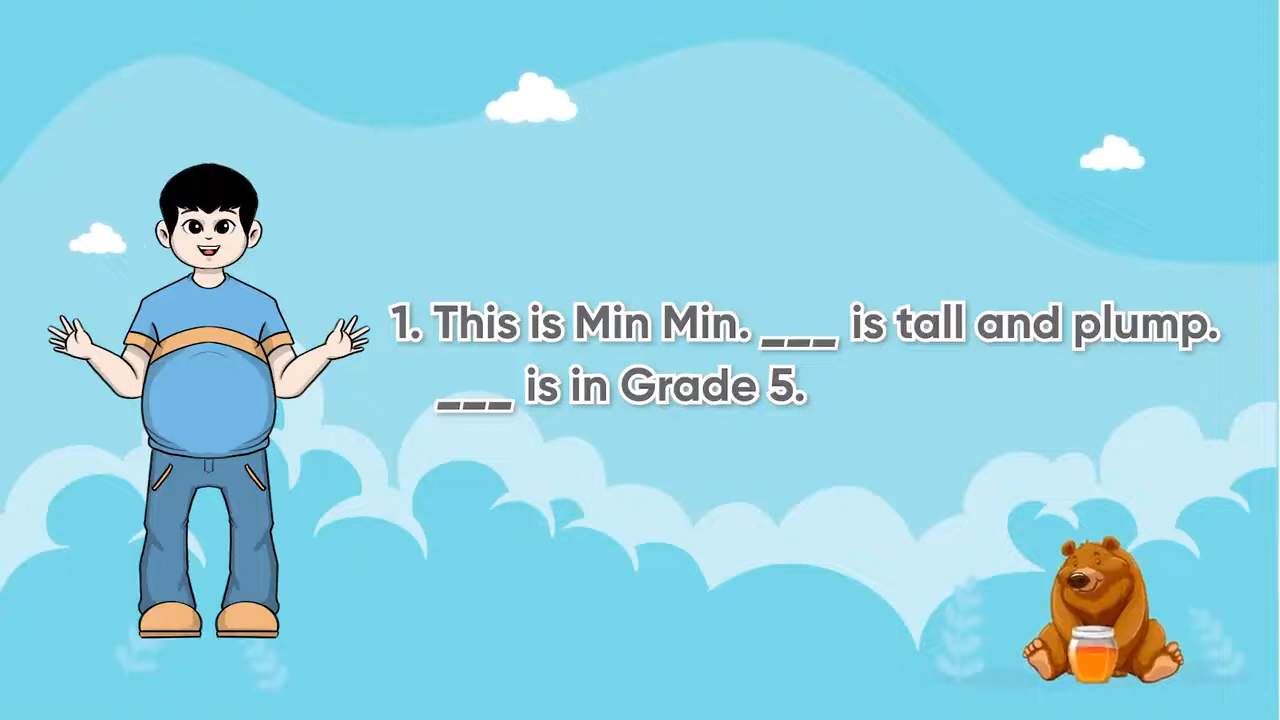 1. This is Min Min. ___ is tall and plump.
___ is in Grade 5.